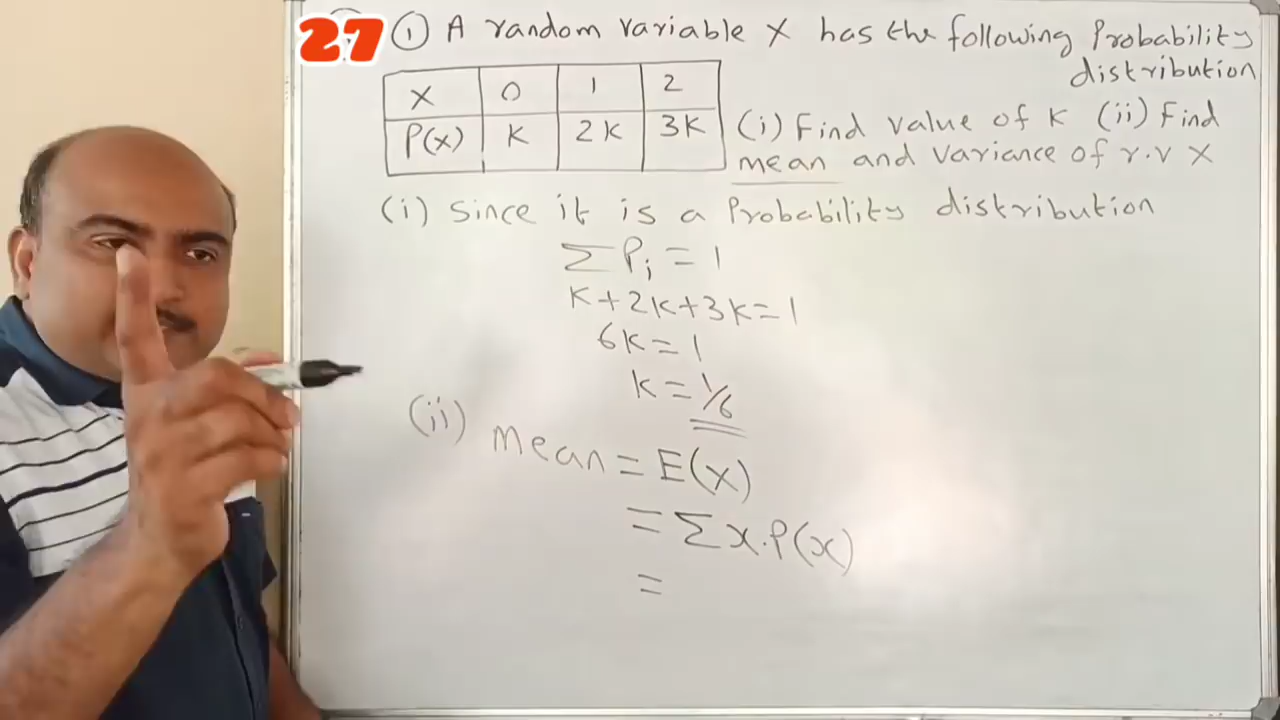 27 ① A random variable X has the following Probability
distribution
X 0 1 2
P(x) K 2K 3K
(i) Find value of K (ii) Find
mean and variance of r.v X
(i) Since it is a Probability distribution
∑ Pi = 1
K+2K+3K=1
6K=1
K=1/6
(ii) mean = E(X)
= ∑x.P(x)
=